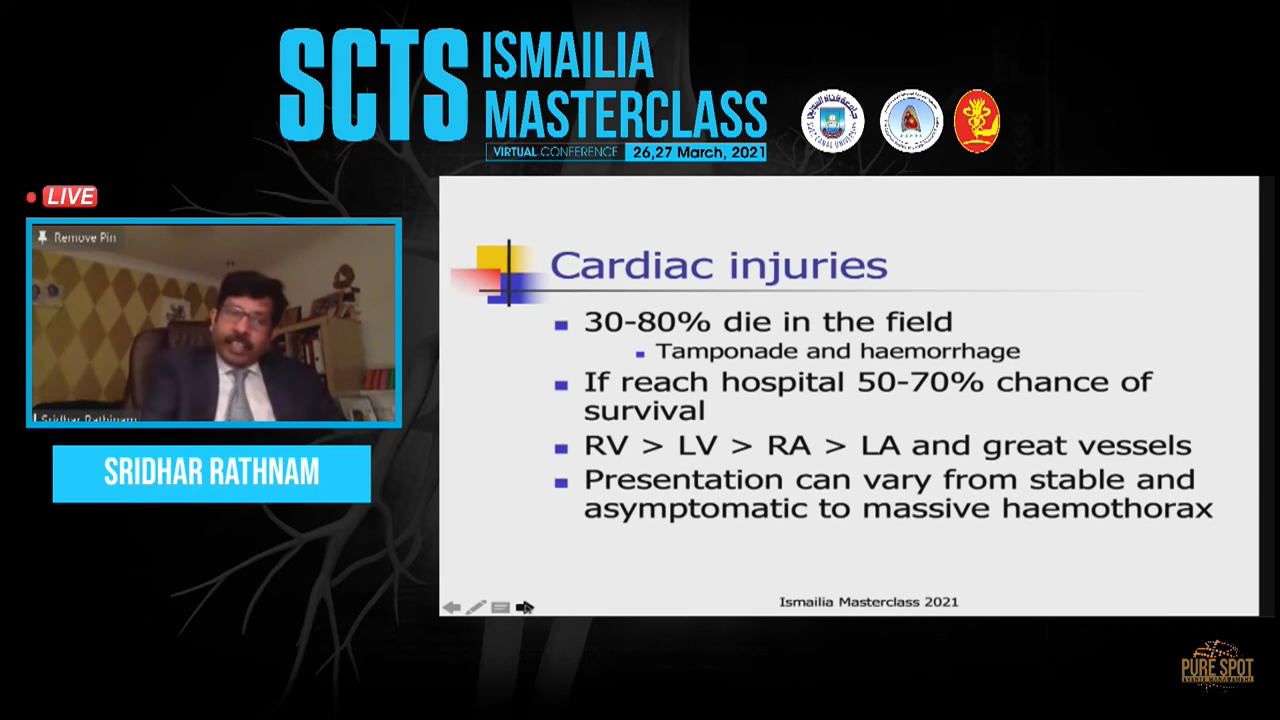 SCTS ISMAILIA
MASTERCLASS
VIRTUAL CONFERENCE 26,27 March, 2021
LIVE
Remove Pin
Sridhar Rathinam
SRIDHAR RATHNAM
Cardiac injuries
30-80% die in the field
Tamponade and haemorrhage
If reach hospital 50-70% chance of
survival
RV > LV > RA > LA and great vessels
Presentation can vary from stable and
asymptomatic to massive haemothorax
Ismailia Masterclass 2021
PURE SPOT